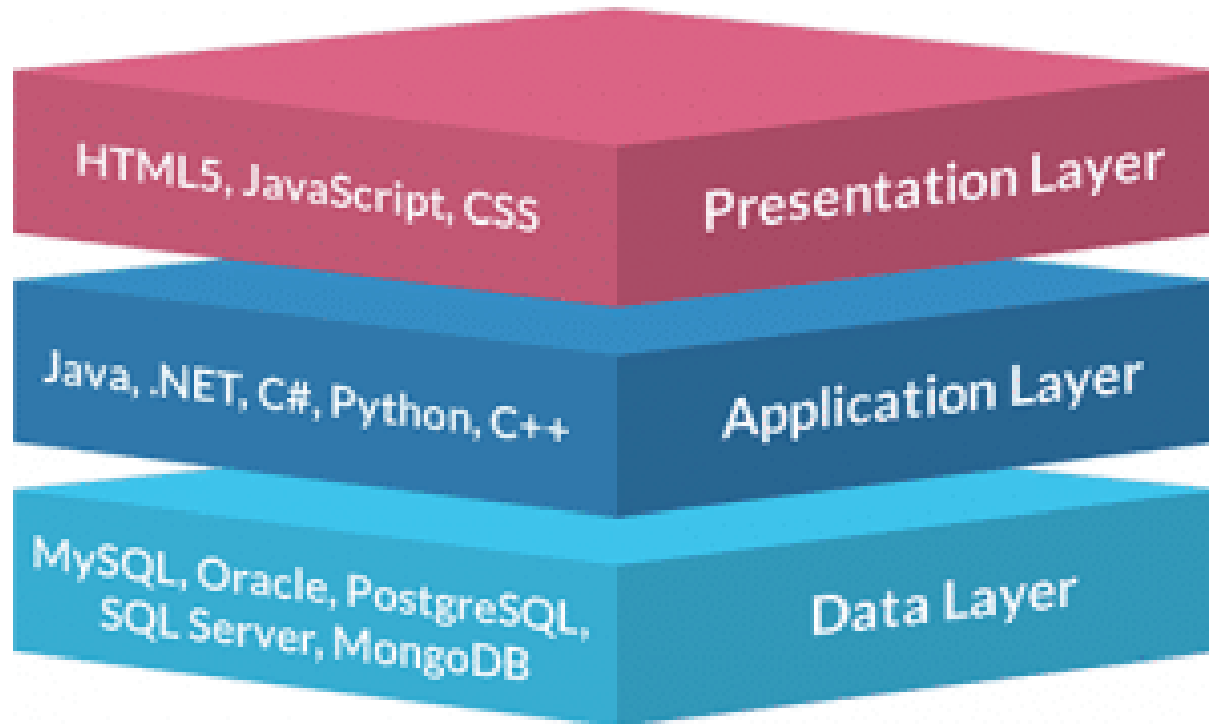 HTML5, JavaScript, CSS
Presentation Layer
Java, .NET, C#, Python, C++
Application Layer
MySQL, Oracle, PostgreSQL,
SQL Server, MongoDB
Data Layer